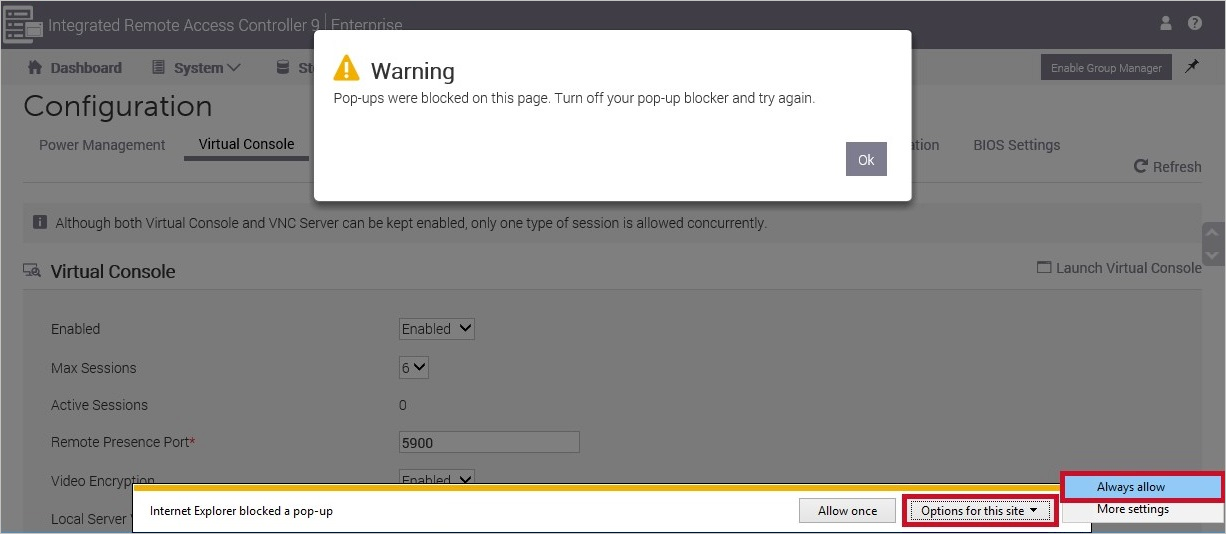 Integrated Remote Access Controller 9 | Enterprise
Warning
Pop-ups were blocked on this page. Turn off your pop-up blocker and try again.
Ok
Dashboard System Enable Group Manager
Configuration
Power Management Virtual Console BIOS Settings
Refresh
Although both Virtual Console and VNC Server can be kept enabled, only one type of session is allowed concurrently.
Virtual Console Launch Virtual Console
Enabled Enabled
Max Sessions 6
Active Sessions 0
Remote Presence Port* 5900
Video Encryption Enabled
Local Server
Internet Explorer blocked a pop-up Allow once Options for this site
Always allow
More settings